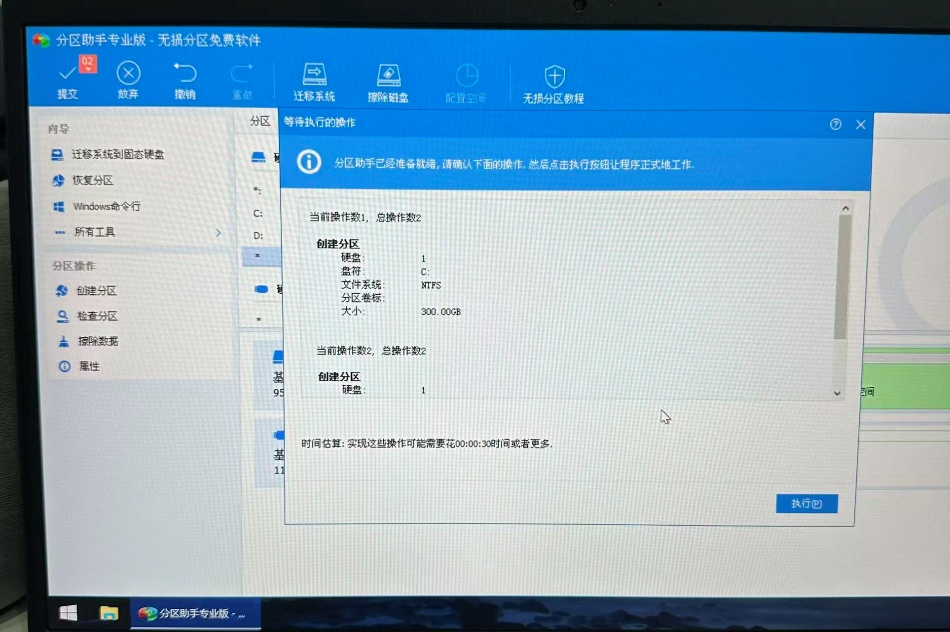 分区助手专业版 - 无损分区免费软件
02
提交
放弃
撤销
重做
迁移系统
擦除磁盘
配置空间
无损分区教程
向导
迁移系统到固态硬盘
恢复分区
Windows命令行
所有工具
分区操作
创建分区
检查分区
擦除数据
属性
分区
*:
C:
D:
*
*
基
95
基
11
等待执行的操作
分区助手已经准备就绪,请确认下面的操作. 然后点击执行按钮让程序正式地工作.
当前操作数1, 总操作数2
创建分区
硬盘: 1
盘符: C:
文件系统: NTFS
分区卷标:
大小: 300.00GB
当前操作数2, 总操作数2
创建分区
硬盘: 1
时间估算: 实现这些操作可能需要花00:00:30时间或者更多.
执行(P)
间
分区助手专业版 - ...